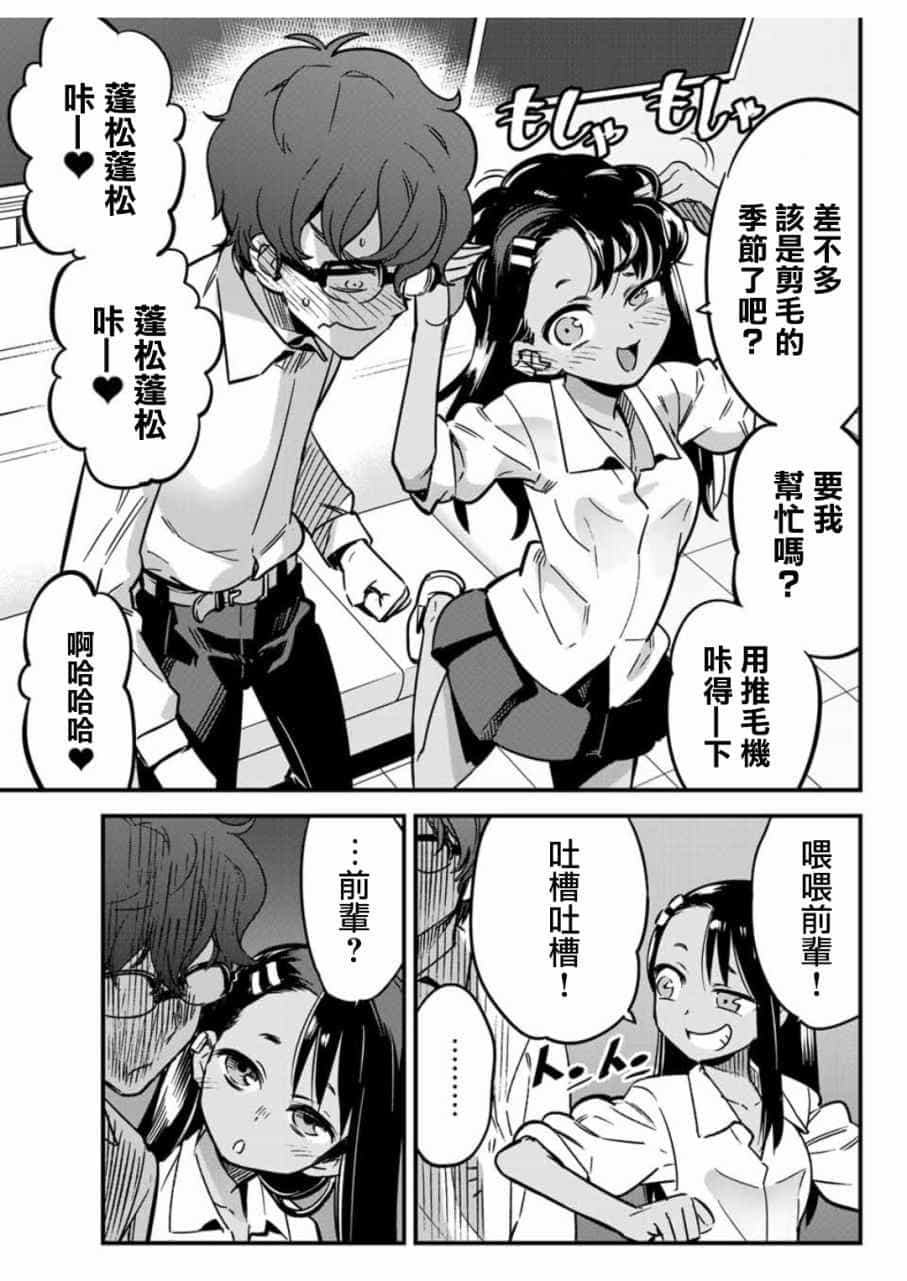 差不多
該是剪毛的
季節了吧？
要我
幫忙嗎？
用推毛機
咔得—下
もしゃ もしゃ
蓬松蓬松
咔—♥
蓬松蓬松
咔—♥
啊哈哈哈♥
喂喂前輩！
吐槽吐槽！
トントン
………
…前輩？